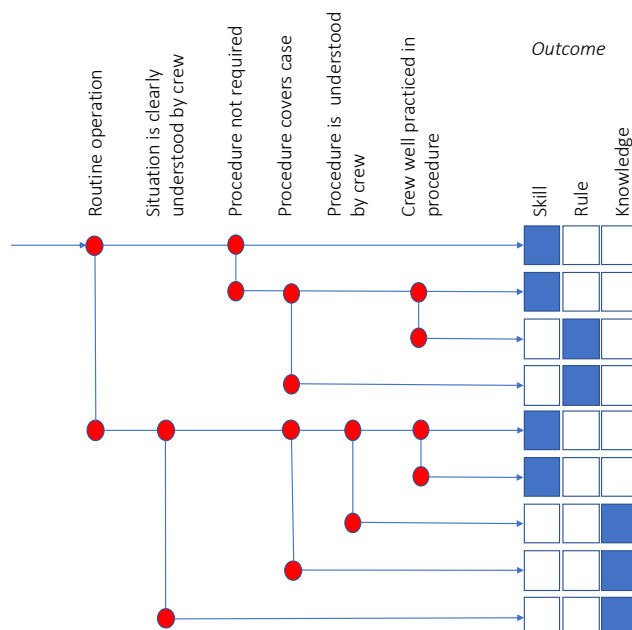 Outcome
Routine operation
Situation is clearly
understood by crew
Procedure not required
Procedure covers case
Procedure is understood
by crew
Crew well practiced in
procedure
Skill
Rule
Knowledge